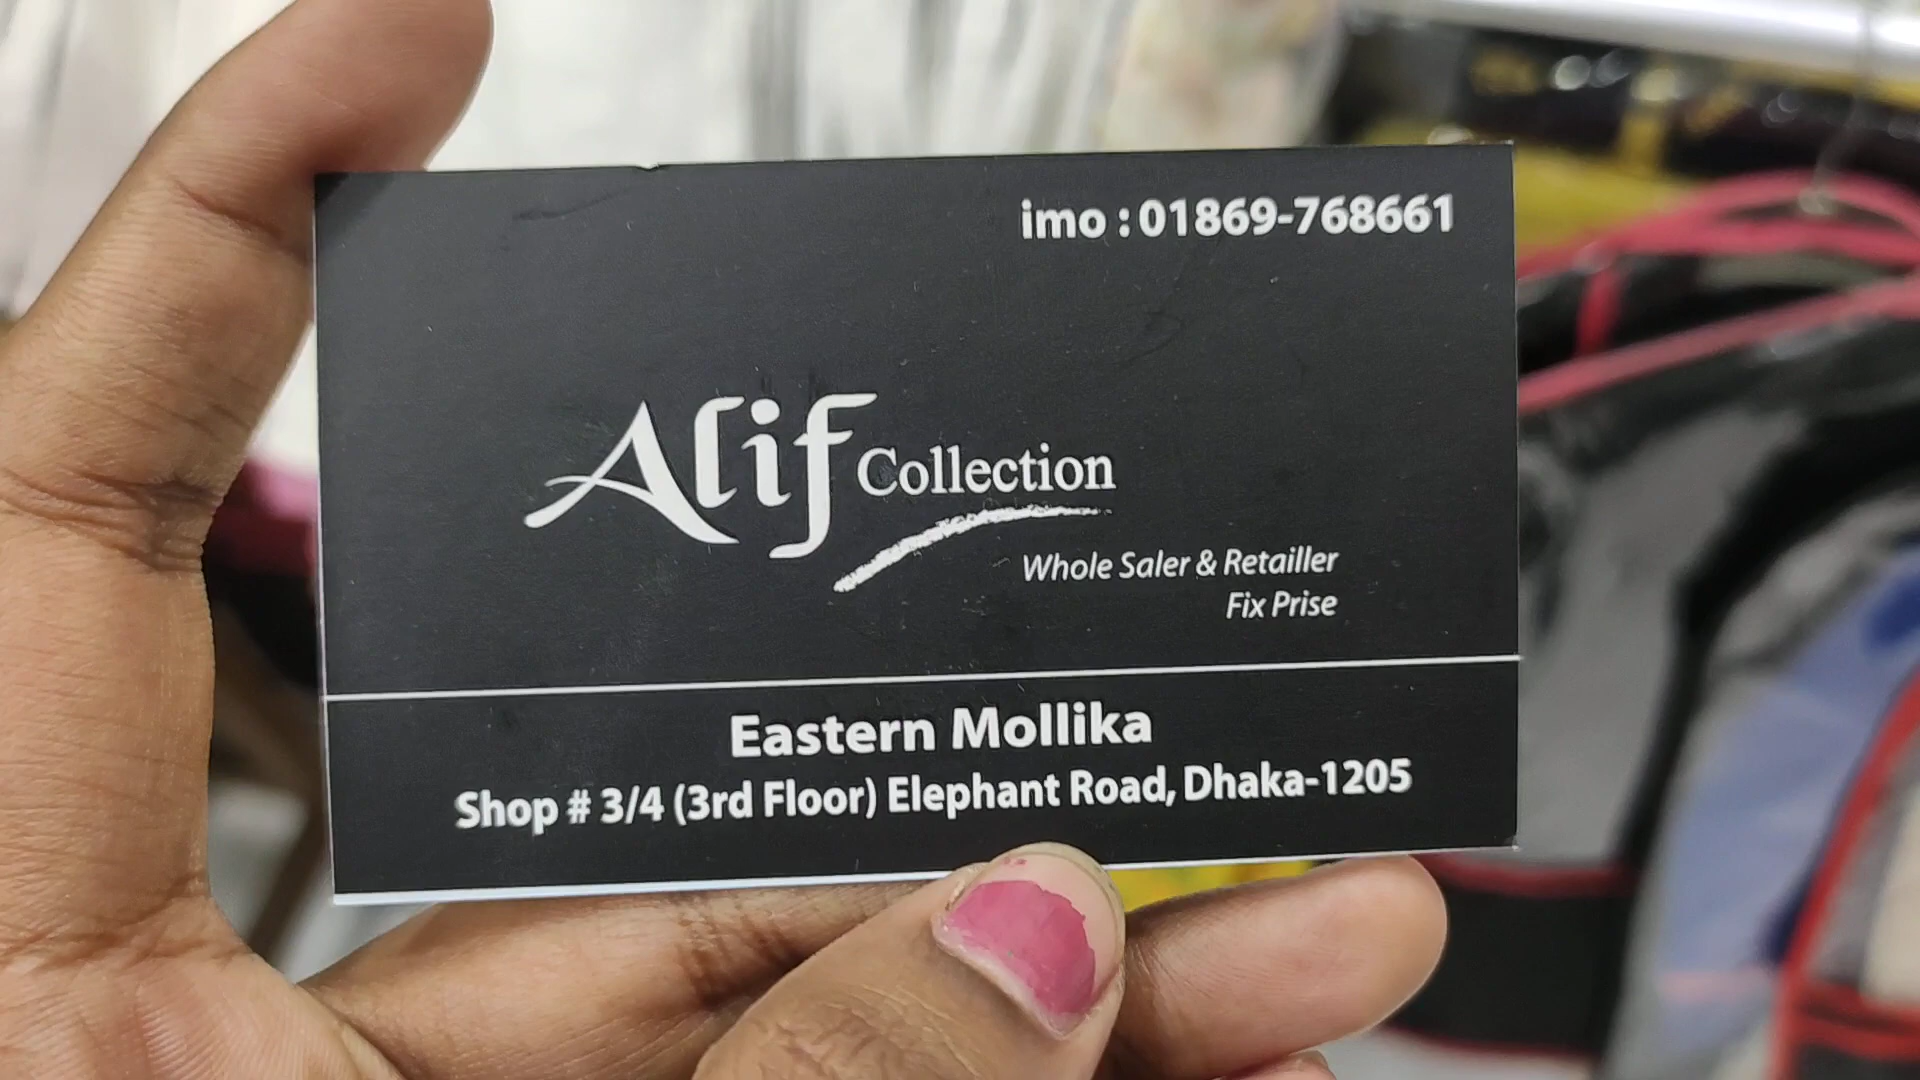 imo : 01869-768661
Alif Collection
Whole Saler & Retailler
Fix Prise
Eastern Mollika
Shop # 3/4 (3rd Floor) Elephant Road, Dhaka-1205